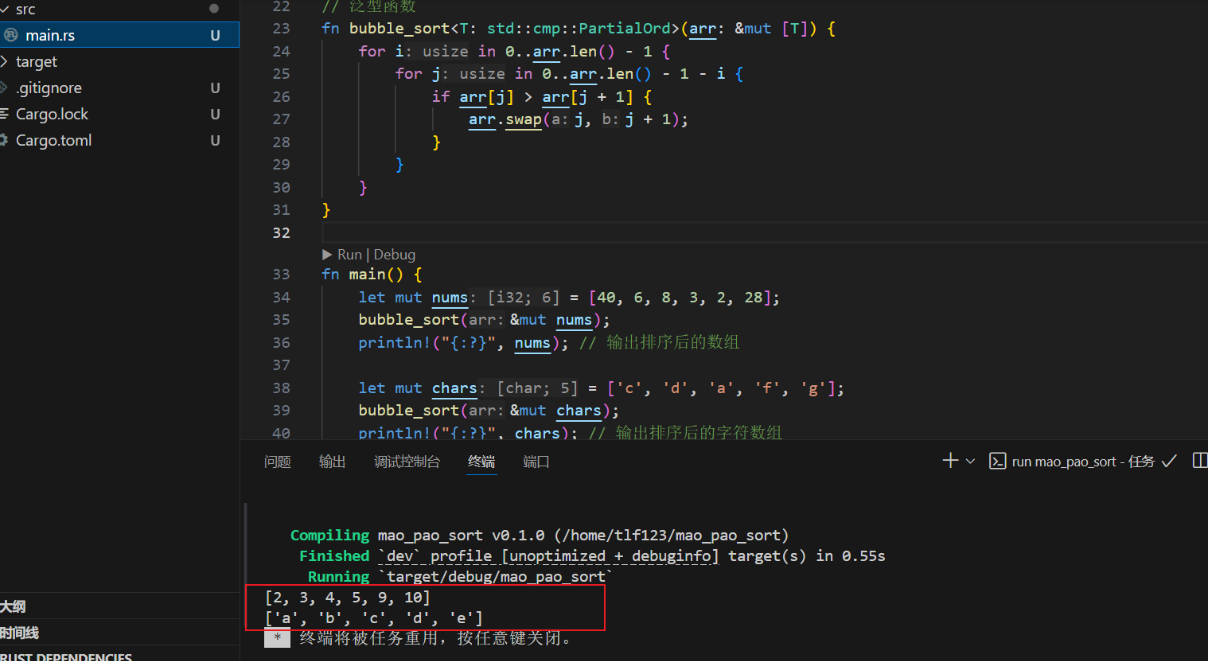 src
main.rs U
target
.gitignore U
Cargo.lock U
Cargo.toml U
大纲
时间线
RUST DEPENDENCIES
22 // 泛型函数
23 fn bubble_sort<T: std::cmp::PartialOrd>(arr: &mut [T]) {
24 for i: usize in 0..arr.len() - 1 {
25 for j: usize in 0..arr.len() - 1 - i {
26 if arr[j] > arr[j + 1] {
27 arr.swap(a: j, b: j + 1);
28 }
29 }
30 }
31 }
32
Run | Debug
33 fn main() {
34 let mut nums: [i32; 6] = [40, 6, 8, 3, 2, 28];
35 bubble_sort(arr: &mut nums);
36 println!("{:?}", nums); // 输出排序后的数组
37
38 let mut chars: [char; 5] = ['c', 'd', 'a', 'f', 'g'];
39 bubble_sort(arr: &mut chars);
40 println!("{:?}", chars); // 输出排序后的字符数组
问题 输出 调试控制台 终端 端口
run mao_pao_sort - 任务
Compiling mao_pao_sort v0.1.0 (/home/tlf123/mao_pao_sort)
Finished `dev` profile [unoptimized + debuginfo] target(s) in 0.55s
Running `target/debug/mao_pao_sort`
[2, 3, 4, 5, 9, 10]
['a', 'b', 'c', 'd', 'e']
* 终端将被任务重用，按任意键关闭。